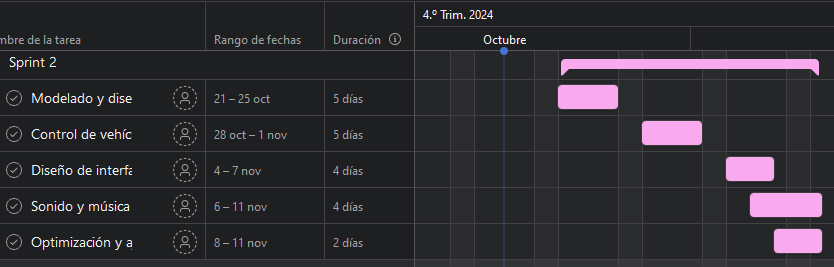 4.º Trim. 2024
mbre de la tarea Rango de fechas Duración Octubre
Sprint 2
Modelado y dise 21 – 25 oct 5 días
Control de vehíc 28 oct – 1 nov 5 días
Diseño de interfa 4 – 7 nov 4 días
Sonido y música 6 – 11 nov 4 días
Optimización y a 8 – 11 nov 2 días